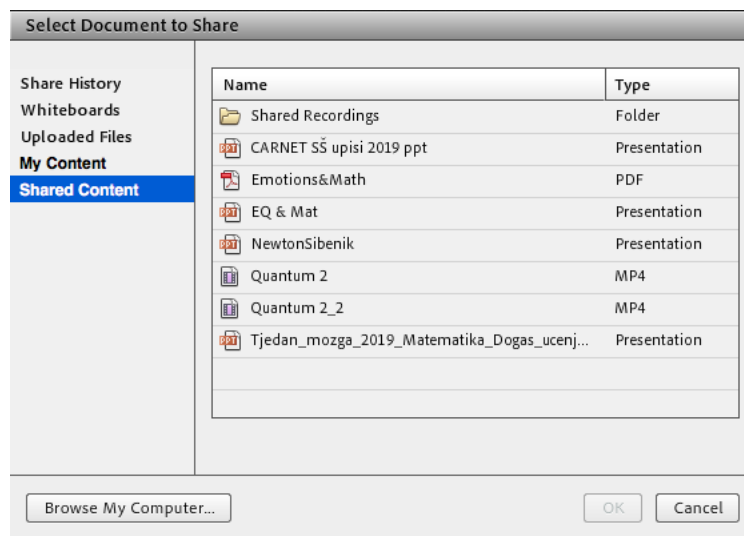 Select Document to Share
Share History
Whiteboards
Uploaded Files
My Content
Shared Content
Name Type
Shared Recordings Folder
CARNET SŠ upisi 2019 ppt Presentation
Emotions&Math PDF
EQ & Mat Presentation
NewtonSibenik Presentation
Quantum 2 MP4
Quantum 2_2 MP4
Tjedan_mozga_2019_Matematika_Dogas_ucenj... Presentation
Browse My Computer... OK Cancel